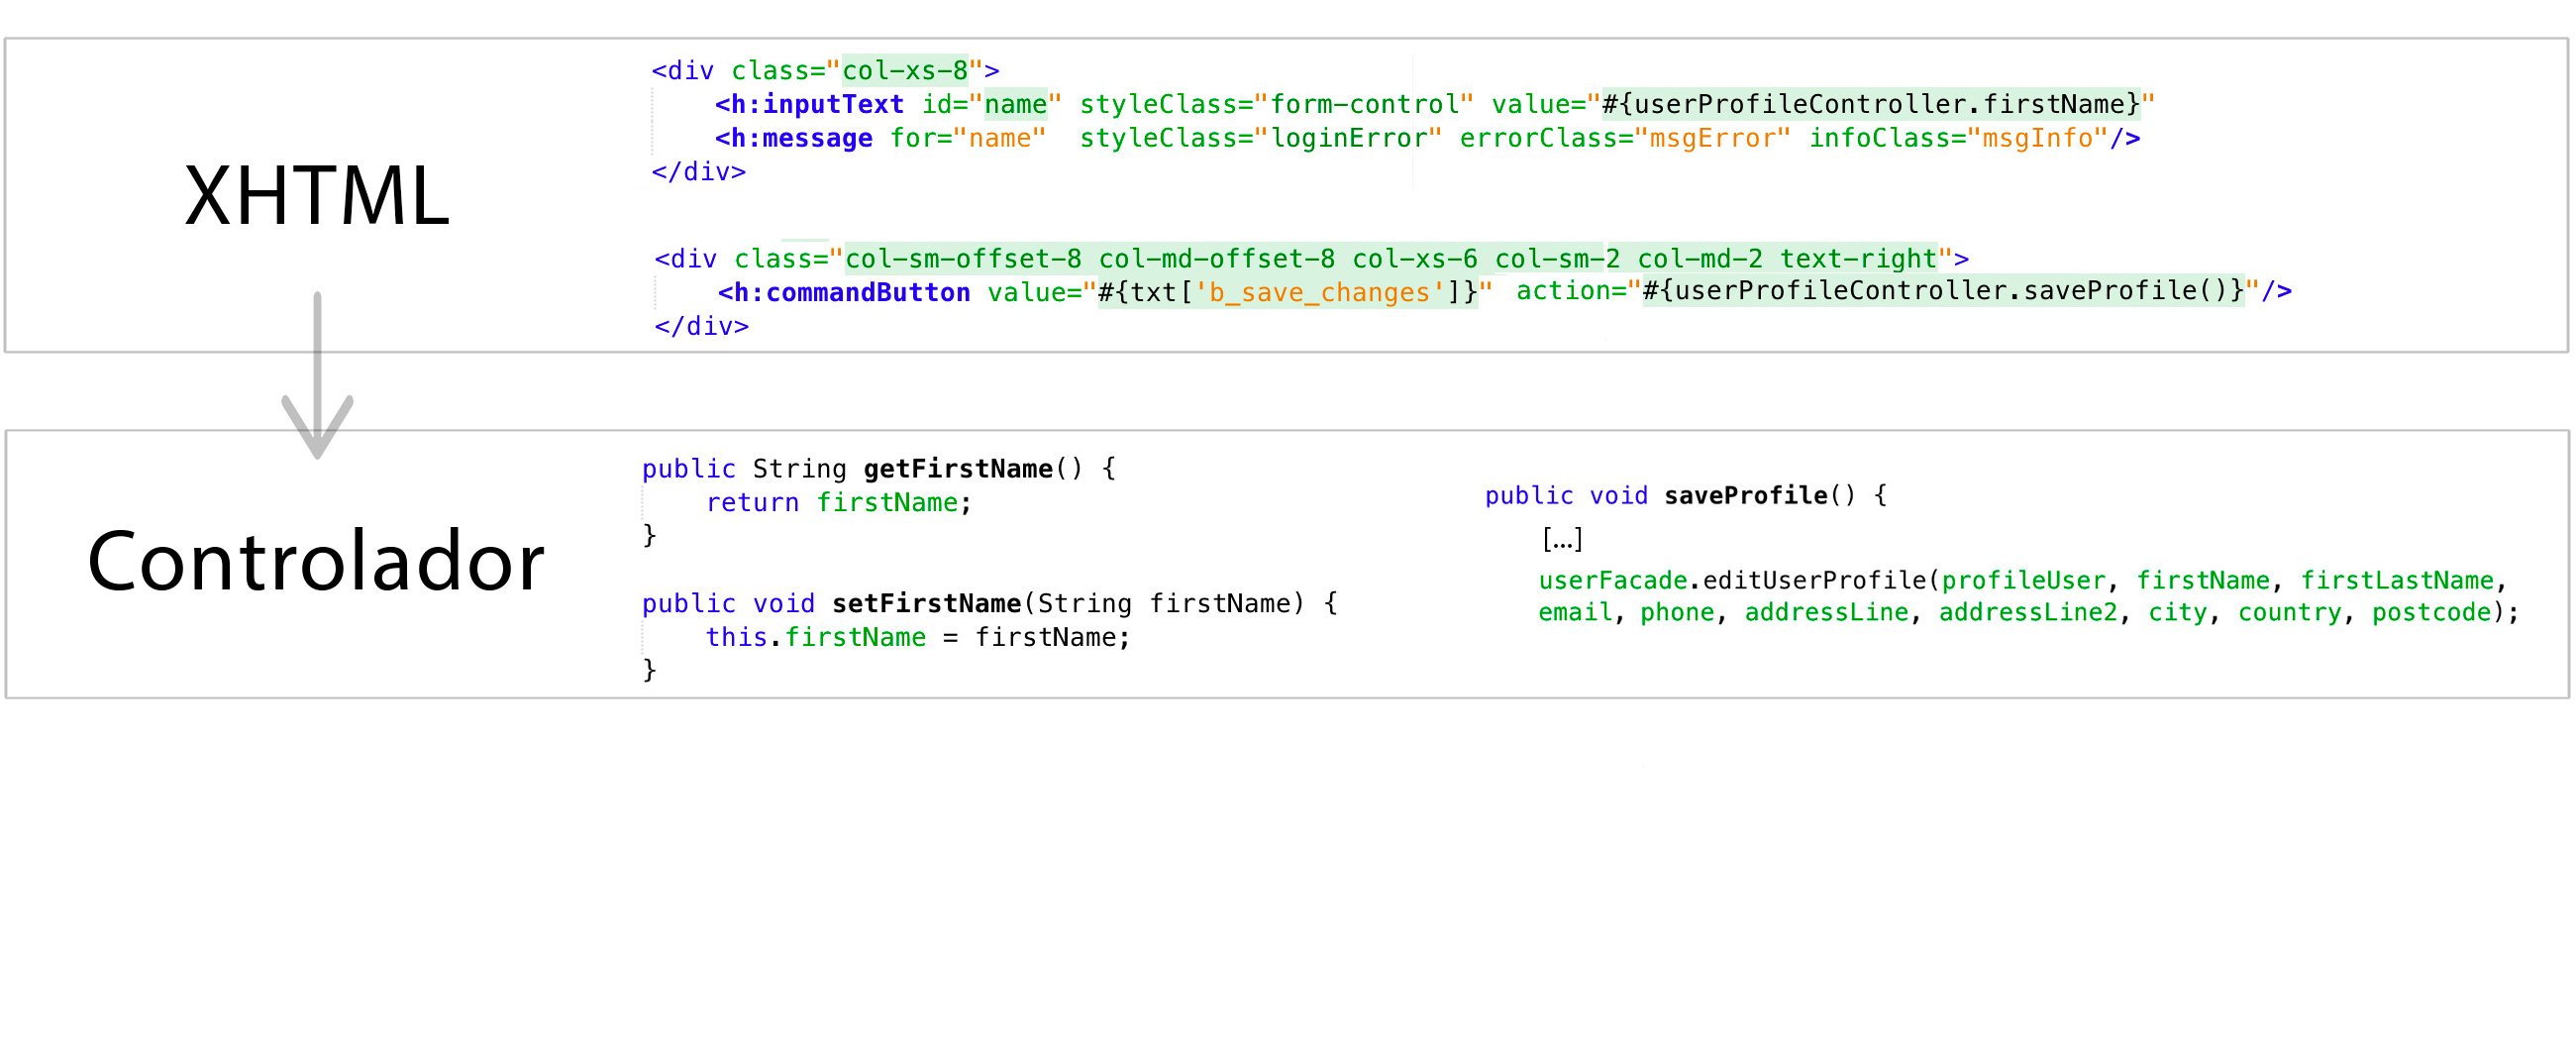 XHTML
<div class="col-xs-8">
<h:inputText id="name" styleClass="form-control" value="#{userProfileController.firstName}"
<h:message for="name" styleClass="loginError" errorClass="msgError" infoClass="msgInfo"/>
</div>
<div class="col-sm-offset-8 col-md-offset-8 col-xs-6 col-sm-2 col-md-2 text-right">
<h:commandButton value="#{txt['b_save_changes']}" action="#{userProfileController.saveProfile()}"/>
</div>
Controlador
public String getFirstName() {
return firstName;
}
public void setFirstName(String firstName) {
this.firstName = firstName;
}
public void saveProfile() {
[...]
userFacade.editUserProfile(profileUser, firstName, firstLastName,
email, phone, addressLine, addressLine2, city, country, postcode);